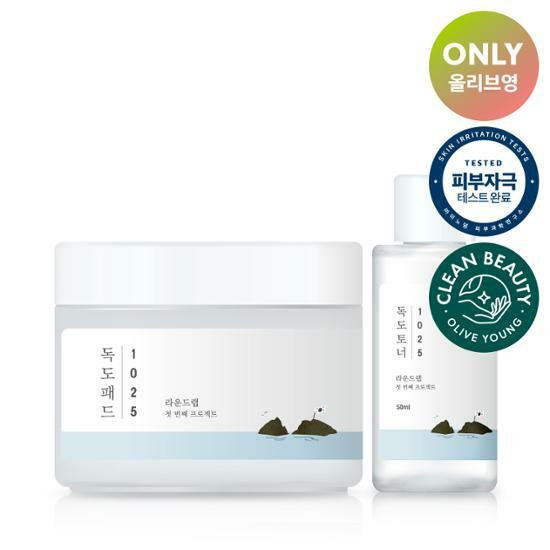 ONLY
올리브영
SKIN IRRITATION TESTS
TESTED
피부자극
테스트 완료
CLEAN BEAUTY
OLIVE YOUNG
독도패드
1025
라운드랩
첫 번째 프로젝트
독도토너
1025
라운드랩
첫 번째 프로젝트
50ml